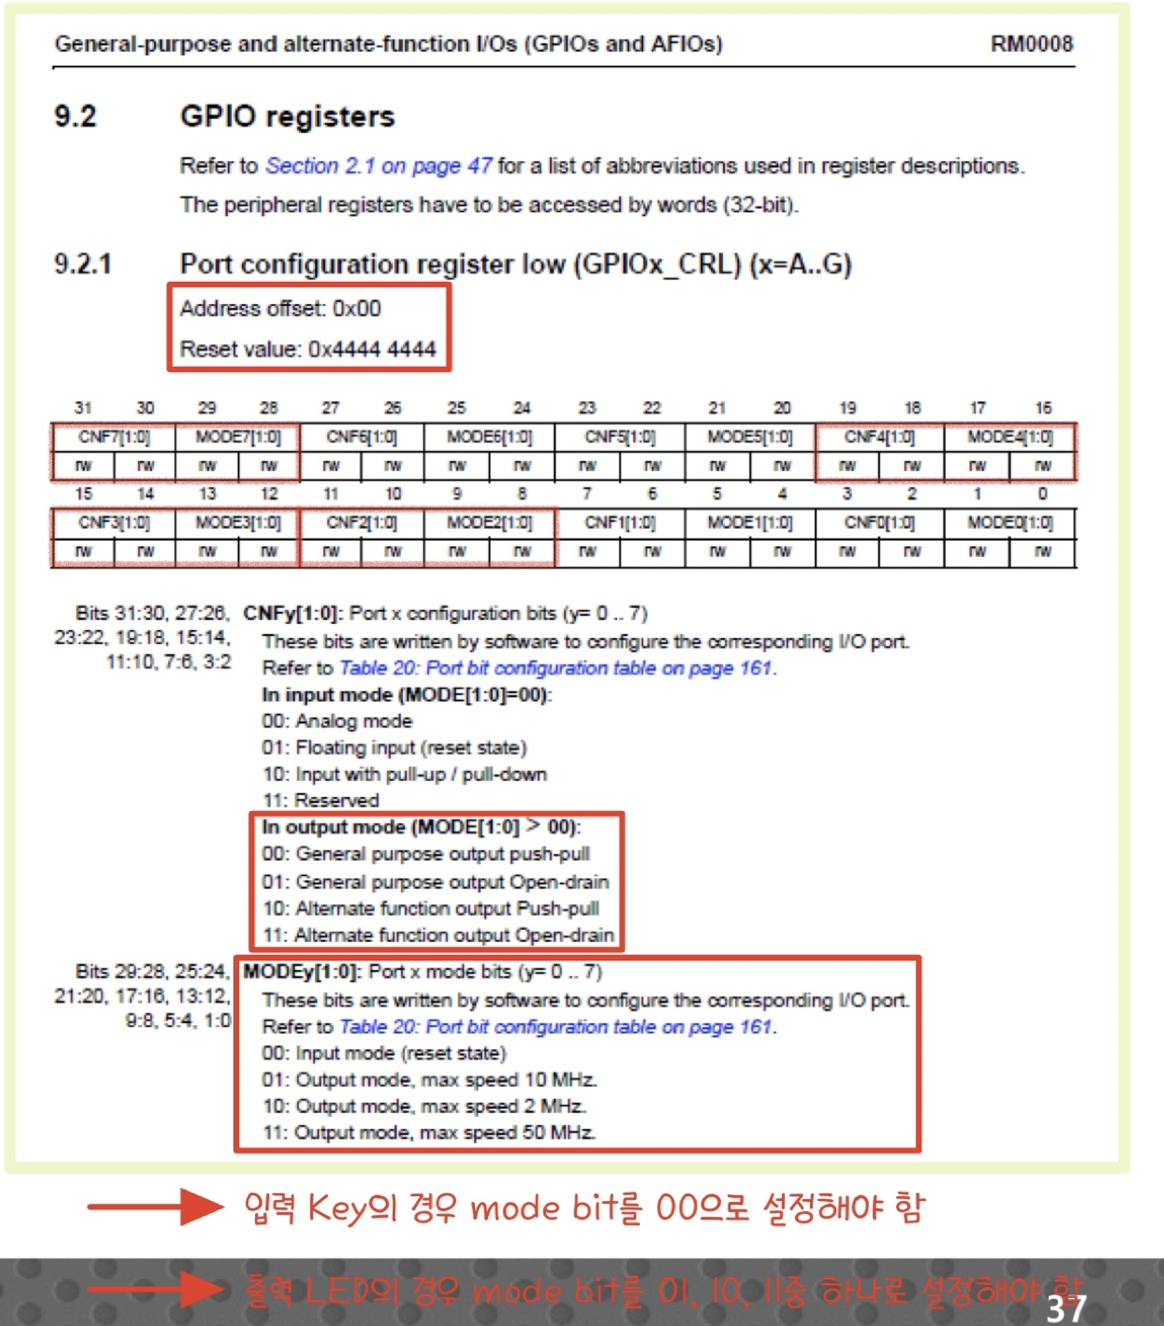 General-purpose and alternate-function I/Os (GPIOs and AFIOs) RM0008
9.2 GPIO registers
Refer to Section 2.1 on page 47 for a list of abbreviations used in register descriptions.
The peripheral registers have to be accessed by words (32-bit).
9.2.1 Port configuration register low (GPIOx_CRL) (x=A..G)
Address offset: 0x00
Reset value: 0x4444 4444
31 30 29 28 27 26 25 24 23 22 21 20 19 18 17 16
CNF7[1:0] MODE7[1:0] CNF6[1:0] MODE6[1:0] CNF5[1:0] MODE5[1:0] CNF4[1:0] MODE4[1:0]
rw rw rw rw rw rw rw rw rw rw rw rw rw rw rw rw
15 14 13 12 11 10 9 8 7 6 5 4 3 2 1 0
CNF3[1:0] MODE3[1:0] CNF2[1:0] MODE2[1:0] CNF1[1:0] MODE1[1:0] CNF0[1:0] MODE0[1:0]
rw rw rw rw rw rw rw rw rw rw rw rw rw rw rw rw
Bits 31:30, 27:26, CNFy[1:0]: Port x configuration bits (y= 0 .. 7)
23:22, 19:18, 15:14, These bits are written by software to configure the corresponding I/O port.
11:10, 7:6, 3:2 Refer to Table 20: Port bit configuration table on page 161.
In input mode (MODE[1:0]=00):
00: Analog mode
01: Floating input (reset state)
10: Input with pull-up / pull-down
11: Reserved
In output mode (MODE[1:0] > 00):
00: General purpose output push-pull
01: General purpose output Open-drain
10: Alternate function output Push-pull
11: Alternate function output Open-drain
Bits 29:28, 25:24, MODEy[1:0]: Port x mode bits (y= 0 .. 7)
21:20, 17:16, 13:12, These bits are written by software to configure the corresponding I/O port.
9:8, 5:4, 1:0 Refer to Table 20: Port bit configuration table on page 161.
00: Input mode (reset state)
01: Output mode, max speed 10 MHz.
10: Output mode, max speed 2 MHz.
11: Output mode, max speed 50 MHz.
입력 Key의 경우 mode bit를 00으로 설정해야 함
출력 LED의 경우 mode bit를 01, 10, 11중 하나로 설정해야 함
37